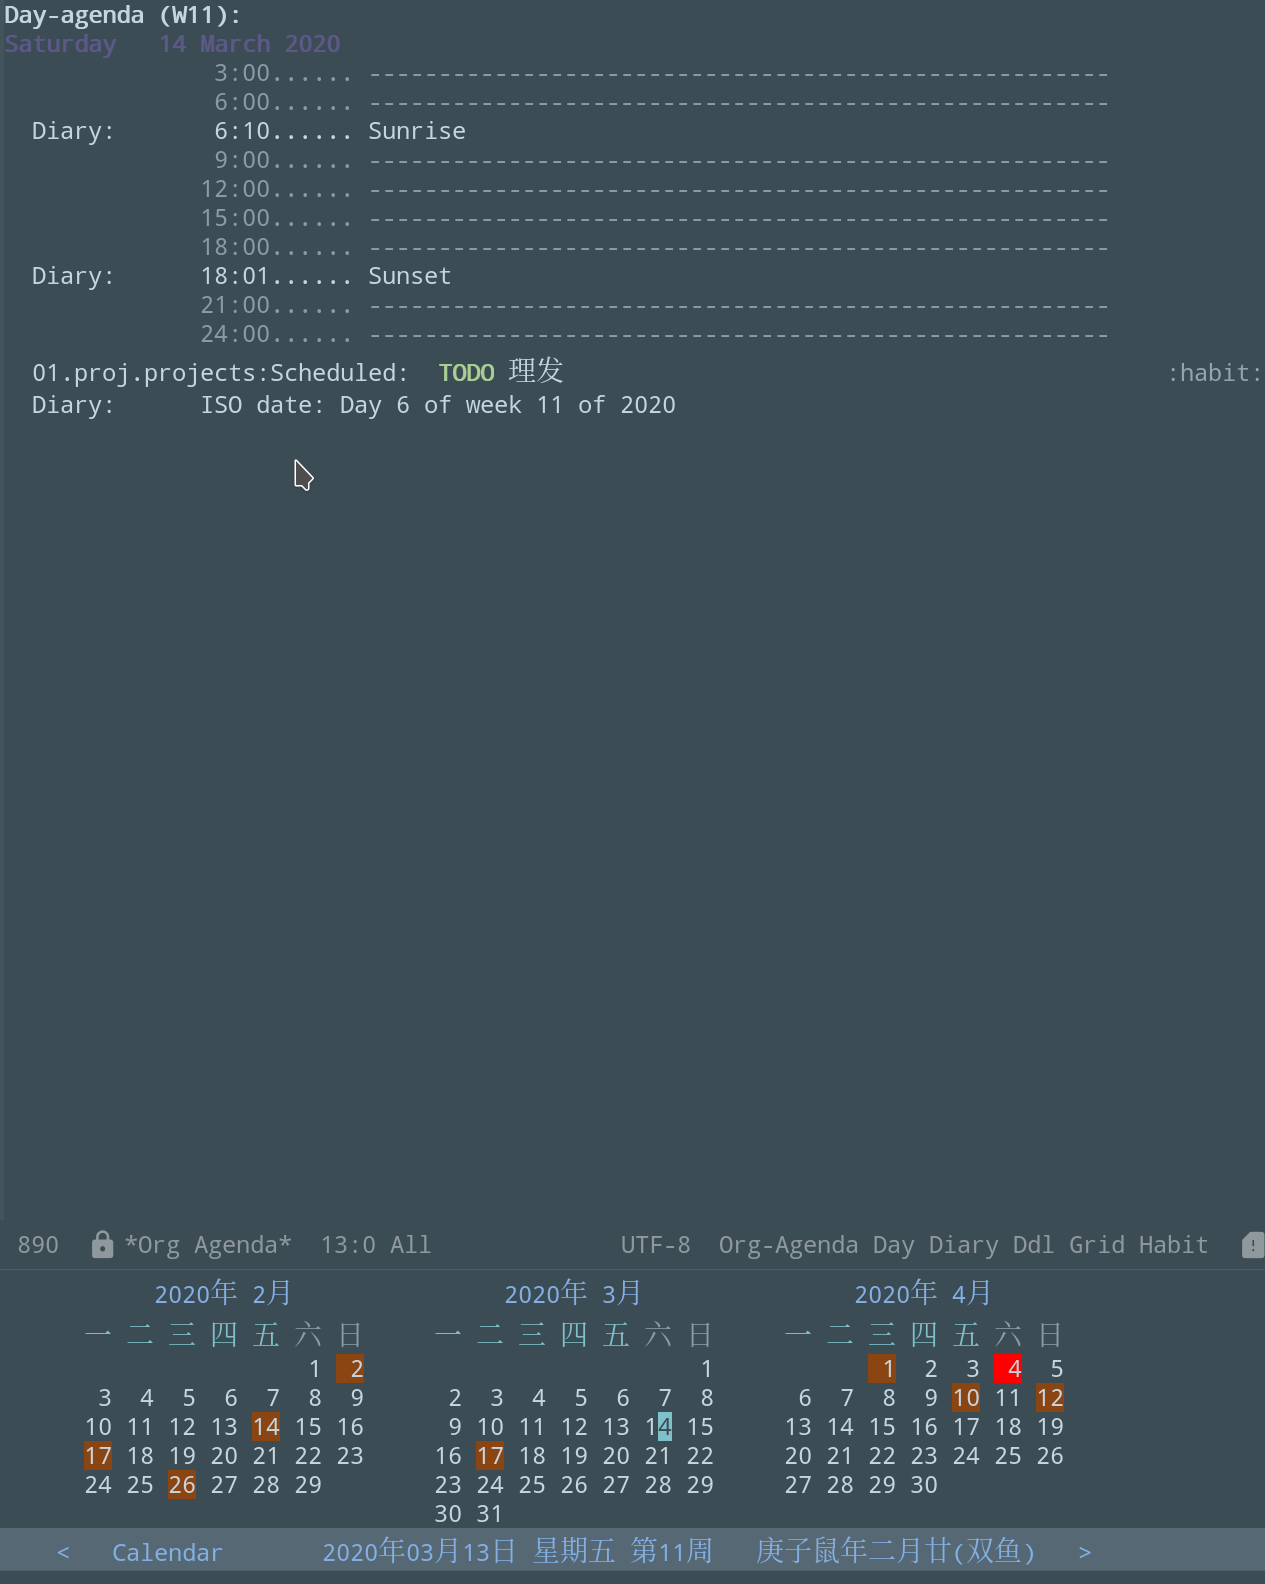 Day-agenda (W11):
Saturday   14 March 2020
3:00...... -----------------------------------------------------
6:00...... -----------------------------------------------------
Diary:       6:10...... Sunrise
9:00...... -----------------------------------------------------
12:00...... -----------------------------------------------------
15:00...... -----------------------------------------------------
18:00...... -----------------------------------------------------
Diary:      18:01...... Sunset
21:00...... -----------------------------------------------------
24:00...... -----------------------------------------------------
01.proj.projects:Scheduled:  TODO 理发 :habit:
Diary:      ISO date: Day 6 of week 11 of 2020
890 *Org Agenda* 13:0 All UTF-8 Org-Agenda Day Diary Ddl Grid Habit
2020年 2月 2020年 3月 2020年 4月
一 二 三 四 五 六 日 一 二 三 四 五 六 日 一 二 三 四 五 六 日
1 2 1 1 2 3 4 5
3 4 5 6 7 8 9 2 3 4 5 6 7 8 6 7 8 9 10 11 12
10 11 12 13 14 15 16 9 10 11 12 13 14 15 13 14 15 16 17 18 19
17 18 19 20 21 22 23 16 17 18 19 20 21 22 20 21 22 23 24 25 26
24 25 26 27 28 29 23 24 25 26 27 28 29 27 28 29 30
30 31
< Calendar 2020年03月13日 星期五 第11周 庚子鼠年二月廿(双鱼) >